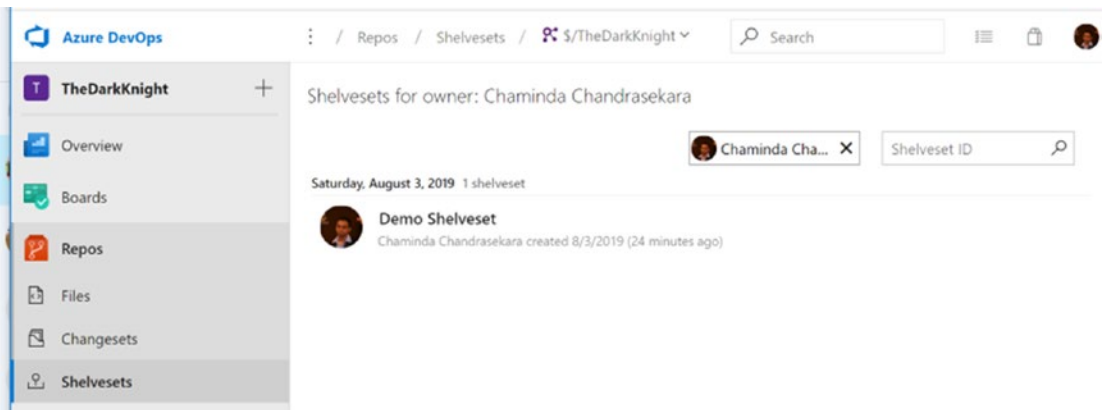 Azure DevOps
/ Repos / Shelvesets / $/TheDarkKnight
Search
T TheDarkKnight +
Overview
Boards
Repos
Files
Changesets
Shelvesets
Shelvesets for owner: Chaminda Chandrasekara
Chaminda Cha... X
Shelveset ID
Saturday, August 3, 2019 1 shelveset
Demo Shelveset
Chaminda Chandrasekara created 8/3/2019 (24 minutes ago)